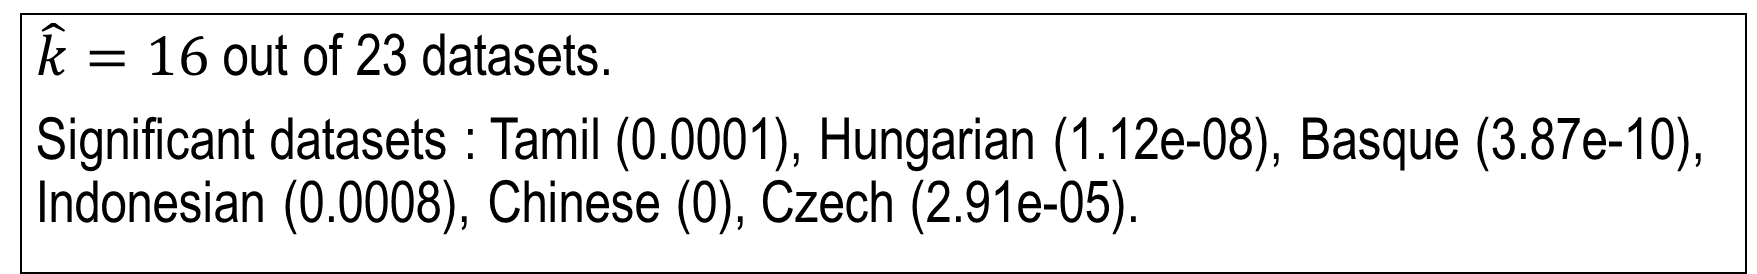 k̂ = 16 out of 23 datasets.
Significant datasets : Tamil (0.0001), Hungarian (1.12e-08), Basque (3.87e-10),
Indonesian (0.0008), Chinese (0), Czech (2.91e-05).